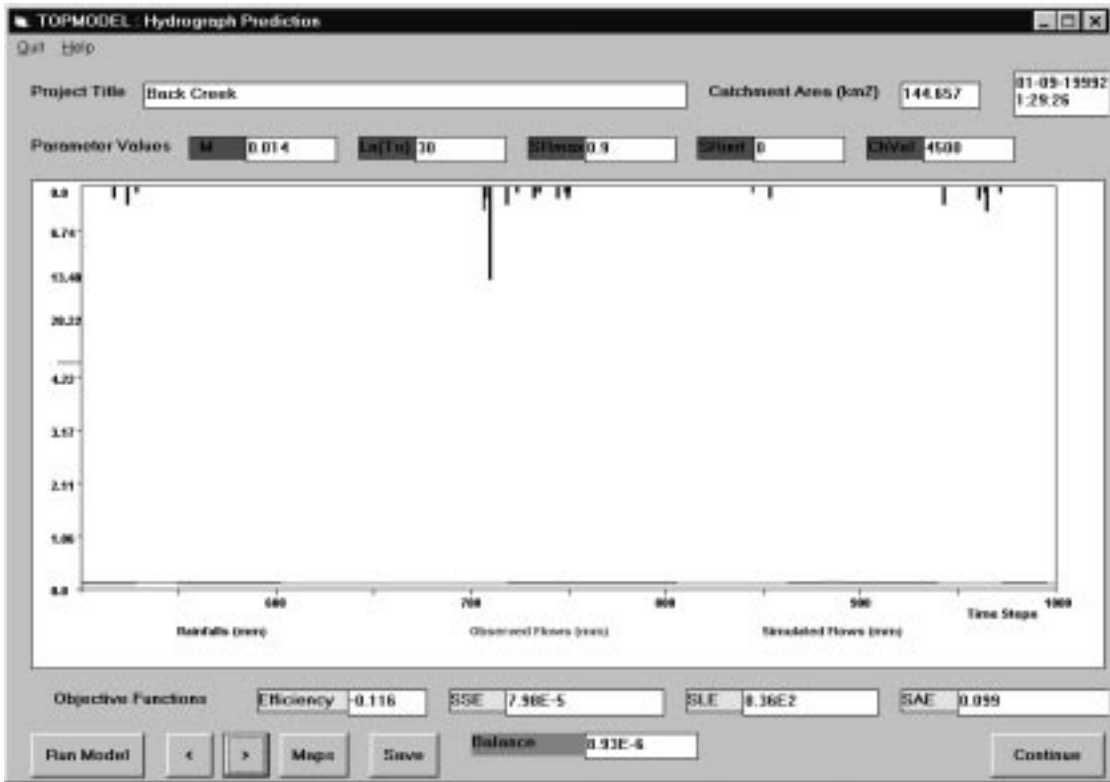 TOPMODEL : Hydrograph Prediction
Quit Help
Project Title Back Creek Catchment Area (km2) 144.657 01-09-19992
1:29:26
Parameter Values M 0.014 Ln(To) 30 SRmax 0.9 SRinit 0 ChVel 4500
0.0
6.74
13.48
20.22
4.22
3.17
2.11
1.06
0.0
600 700 800 900 1000
Time Steps
Rainfalls (mm) Observed Flows (mm) Simulated Flows (mm)
Objective Functions Efficiency -0.116 SSE 7.98E-5 SLE 8.36E2 SAE 0.099
Run Model < > Maps Save Balance 8.93E-6 Continue